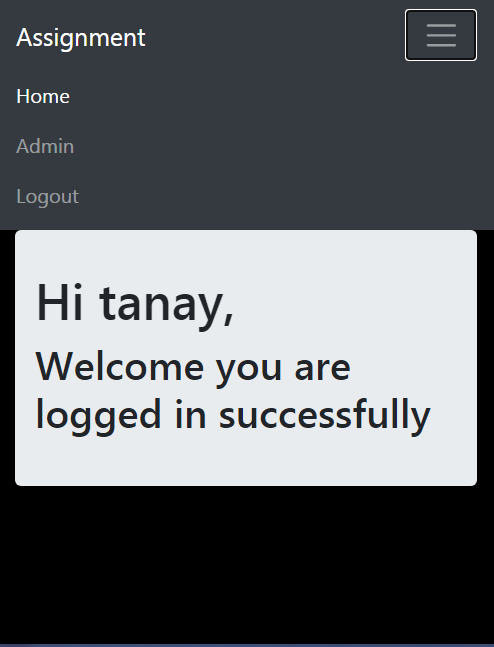 Assignment
Home
Admin
Logout
Hi tanay,
Welcome you are
logged in successfully